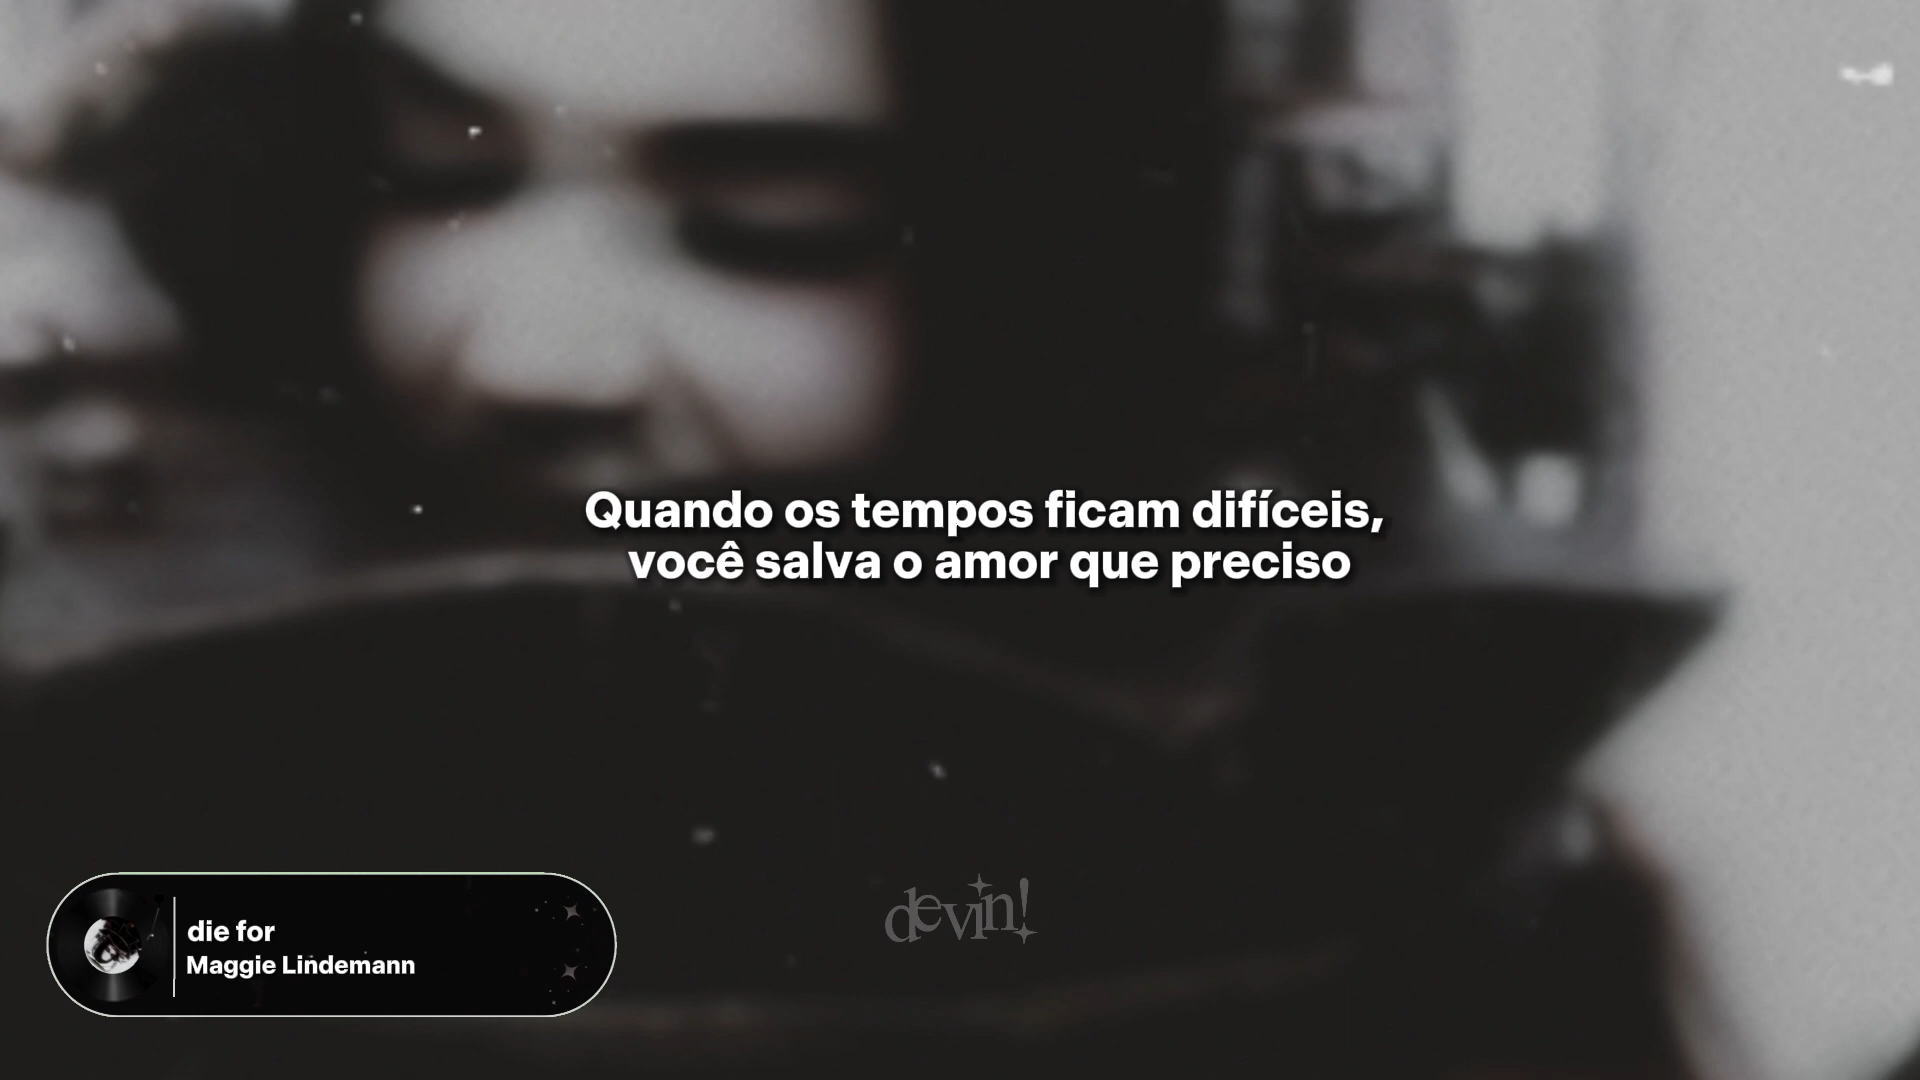 Quando os tempos ficam difíceis,
você salva o amor que preciso
die for
Maggie Lindemann
devin!